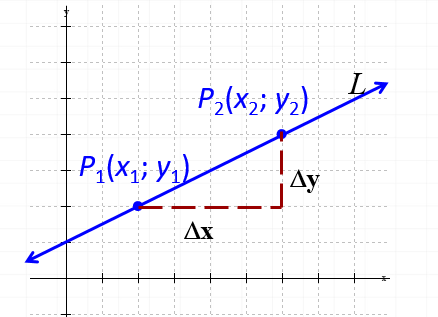 y
L
P₂(x₂; y₂)
P₁(x₁; y₁)
Δy
Δx
x